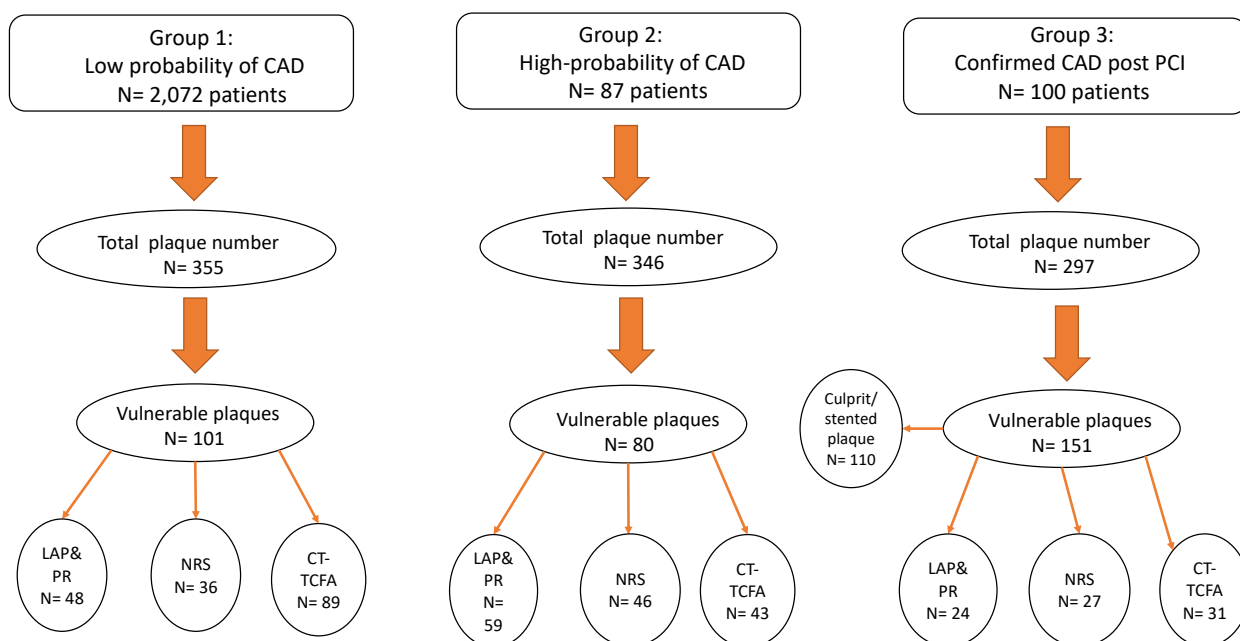 Group 1:
Low probability of CAD
N= 2,072 patients
Total plaque number
N= 355
Vulnerable plaques
N= 101
LAP&
PR
N= 48
NRS
N= 36
CT-
TCFA
N= 89
Group 2:
High-probability of CAD
N= 87 patients
Total plaque number
N= 346
Vulnerable plaques
N= 80
LAP&
PR N=
59
NRS
N= 46
CT-
TCFA
N= 43
Group 3:
Confirmed CAD post PCI
N= 100 patients
Total plaque number
N= 297
Culprit/
stented
plaque
N= 110
Vulnerable plaques
N= 151
LAP&
PR
N= 24
NRS
N= 27
CT-
TCFA
N= 31